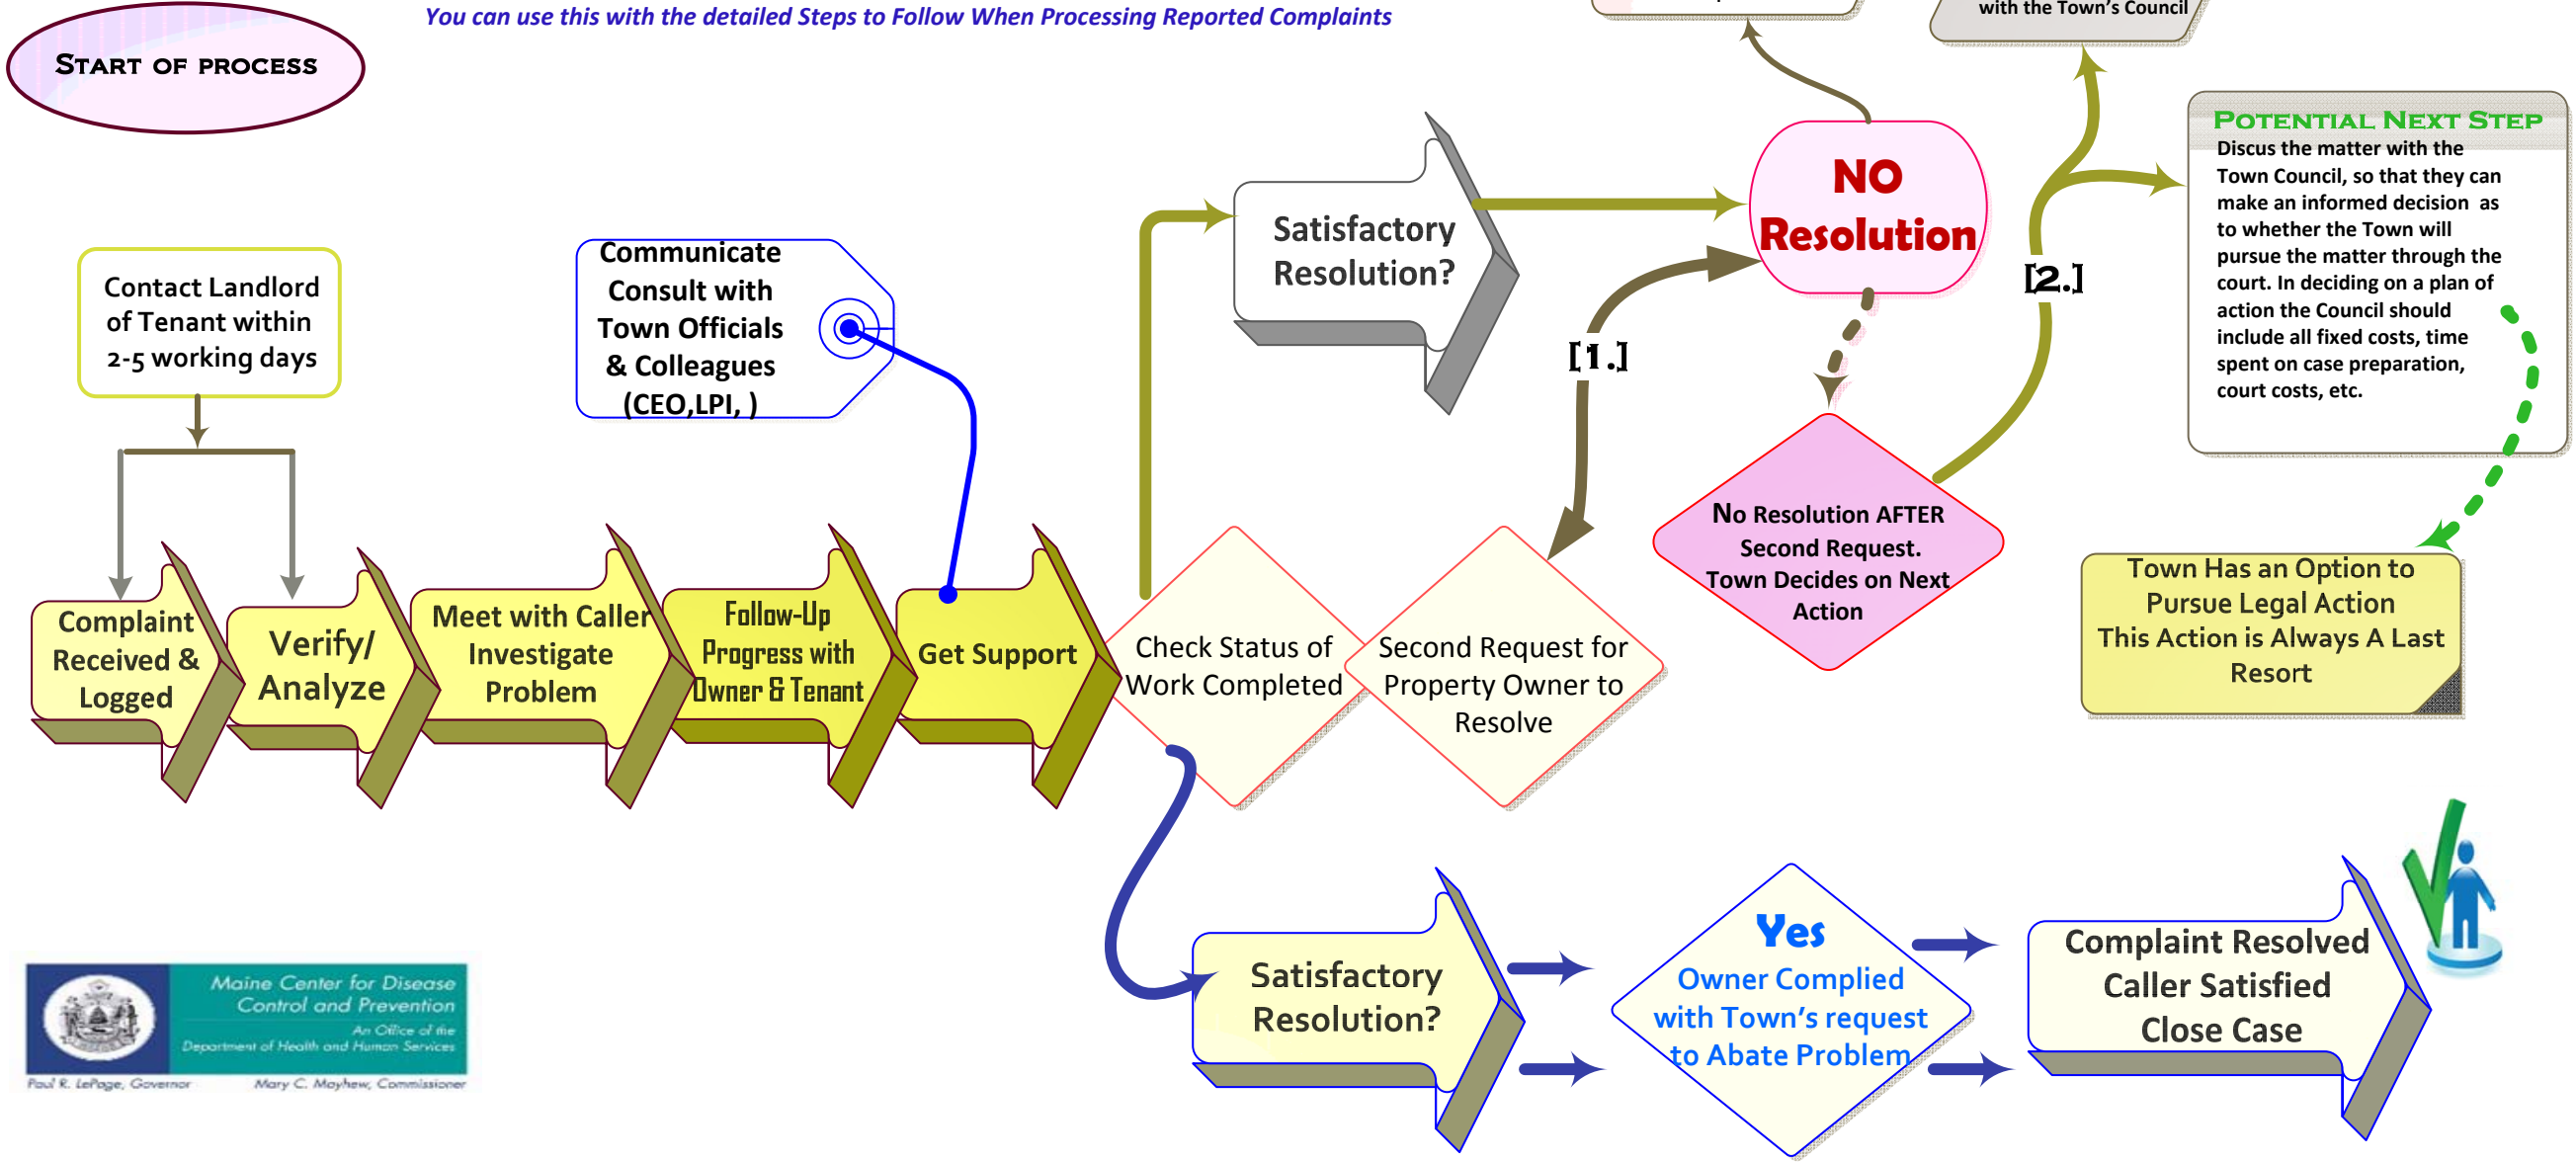 You can use this with the detailed Steps to Follow When Processing Reported Complaints
with the Town's Council
START OF PROCESS
POTENTIAL NEXT STEP
Discus the matter with the
Town Council, so that they can
make an informed decision as
to whether the Town will
pursue the matter through the
court. In deciding on a plan of
action the Council should
include all fixed costs, time
spent on case preparation,
court costs, etc.
NO
Resolution
Satisfactory
Resolution?
Communicate
Consult with
Town Officials
& Colleagues
(CEO,LPI, )
Contact Landlord
of Tenant within
2-5 working days
[1.]
[2.]
No Resolution AFTER
Second Request.
Town Decides on Next
Action
Town Has an Option to
Pursue Legal Action
This Action is Always A Last
Resort
Complaint
Received &
Logged
Verify/
Analyze
Meet with Caller
Investigate
Problem
Follow-Up
Progress with
Owner & Tenant
Get Support
Check Status of
Work Completed
Second Request for
Property Owner to
Resolve
Satisfactory
Resolution?
Yes
Owner Complied
with Town's request
to Abate Problem
Complaint Resolved
Caller Satisfied
Close Case
Maine Center for Disease
Control and Prevention
An Office of the
Department of Health and Human Services
Paul R. LePage, Governor
Mary C. Mayhew, Commissioner